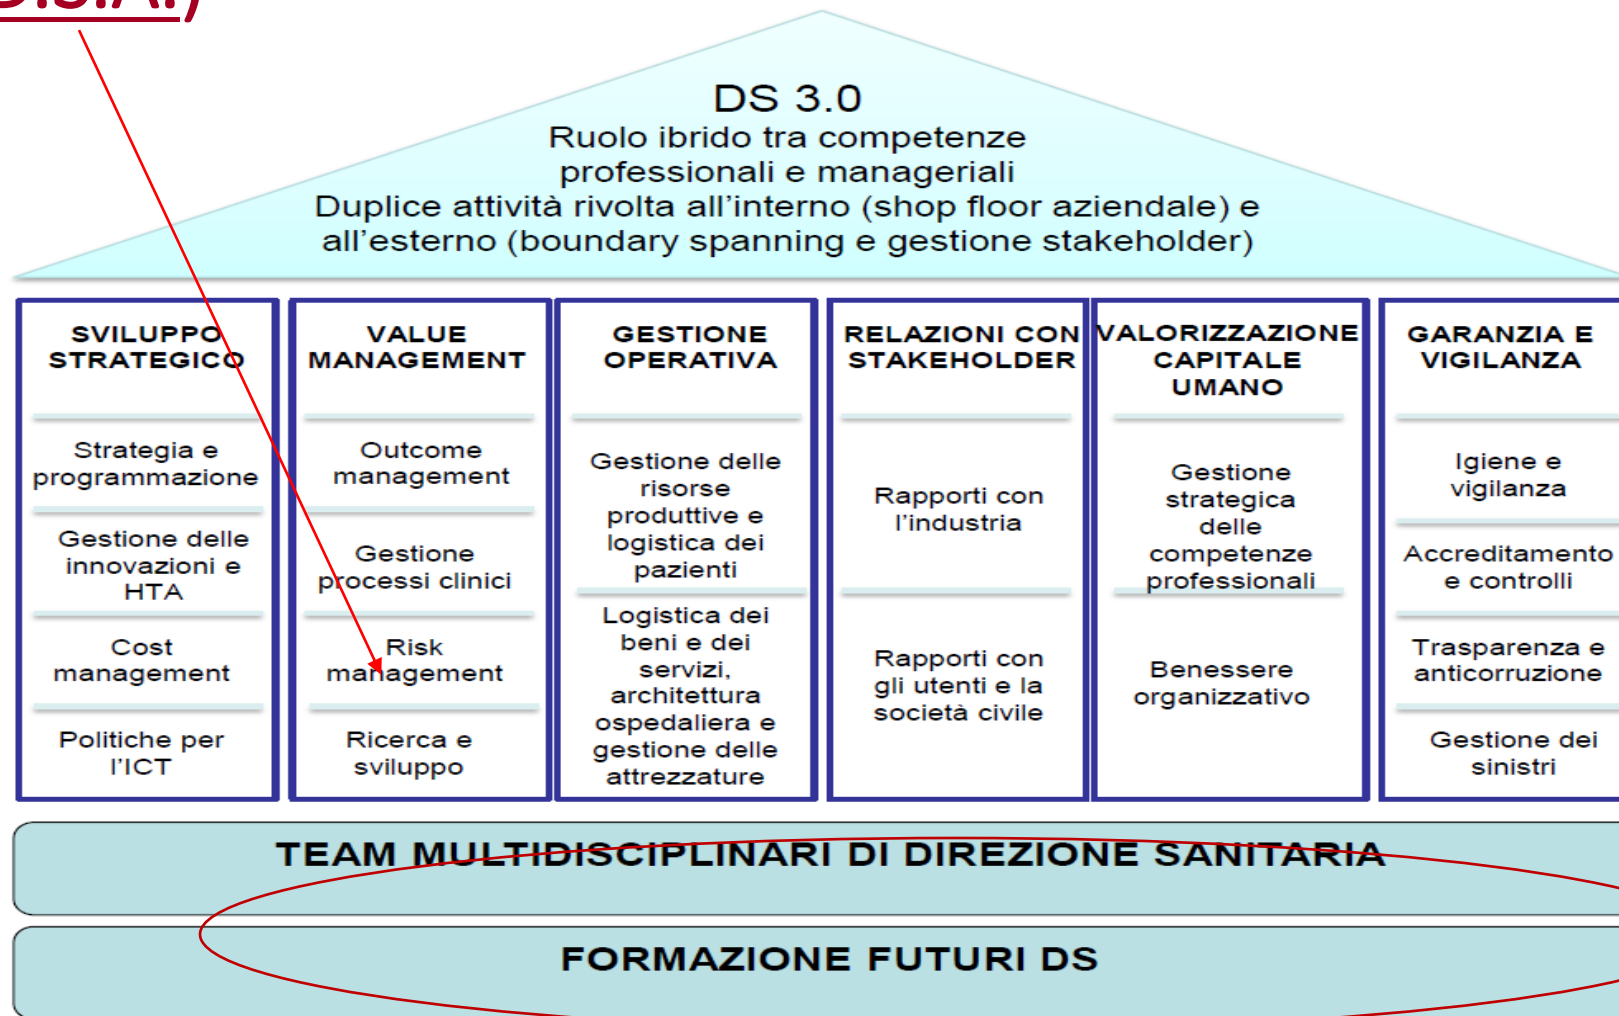 D.S.A.)
DS 3.0
Ruolo ibrido tra competenze
professionali e manageriali
Duplice attività rivolta all'interno (shop floor aziendale) e
all'esterno (boundary spanning e gestione stakeholder)
SVILUPPO
STRATEGICO
Strategia e
programmazione
Gestione delle
innovazioni e
HTA
Cost
management
Politiche per
l'ICT
VALUE
MANAGEMENT
Outcome
management
Gestione
processi clinici
Risk
management
Ricerca e
sviluppo
GESTIONE
OPERATIVA
Gestione delle
risorse
produttive e
logistica dei
pazienti
Logistica dei
beni e dei
servizi,
architettura
ospedaliera e
gestione delle
attrezzature
RELAZIONI CON
STAKEHOLDER
Rapporti con
l'industria
Rapporti con
gli utenti e la
società civile
VALORIZZAZIONE
CAPITALE
UMANO
Gestione
strategica
delle
competenze
professionali
Benessere
organizzativo
GARANZIA E
VIGILANZA
Igiene e
vigilanza
Accreditamento
e controlli
Trasparenza e
anticorruzione
Gestione dei
sinistri
TEAM MULTIDISCIPLINARI DI DIREZIONE SANITARIA
FORMAZIONE FUTURI DS